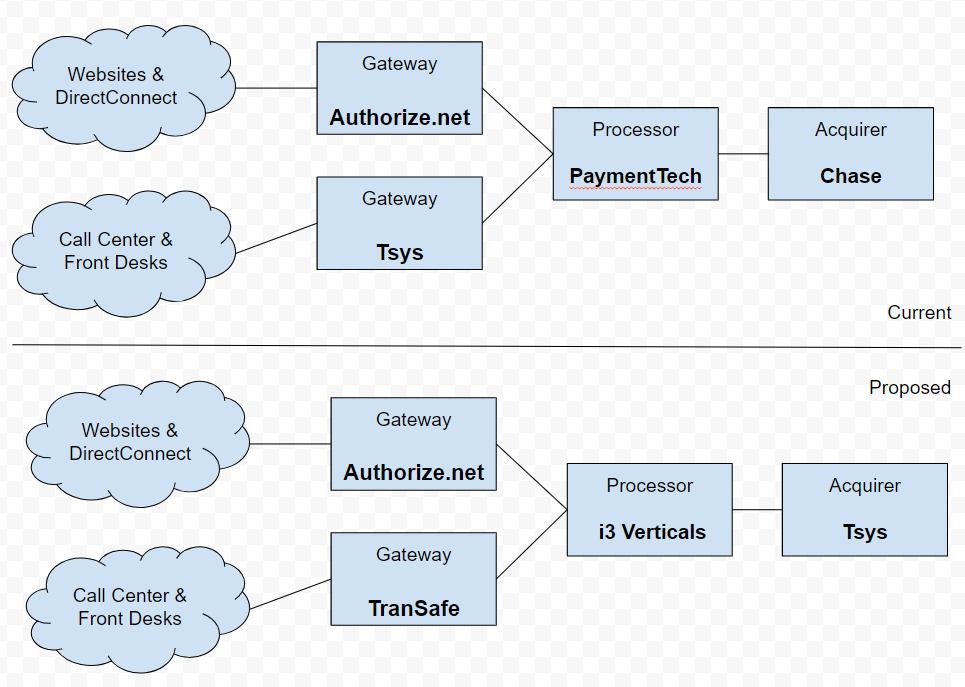 Websites &
DirectConnect
Gateway
Authorize.net
Call Center &
Front Desks
Gateway
Tsys
Processor
PaymentTech
Acquirer
Chase
Current
Proposed
Websites &
DirectConnect
Gateway
Authorize.net
Call Center &
Front Desks
Gateway
TranSafe
Processor
i3 Verticals
Acquirer
Tsys